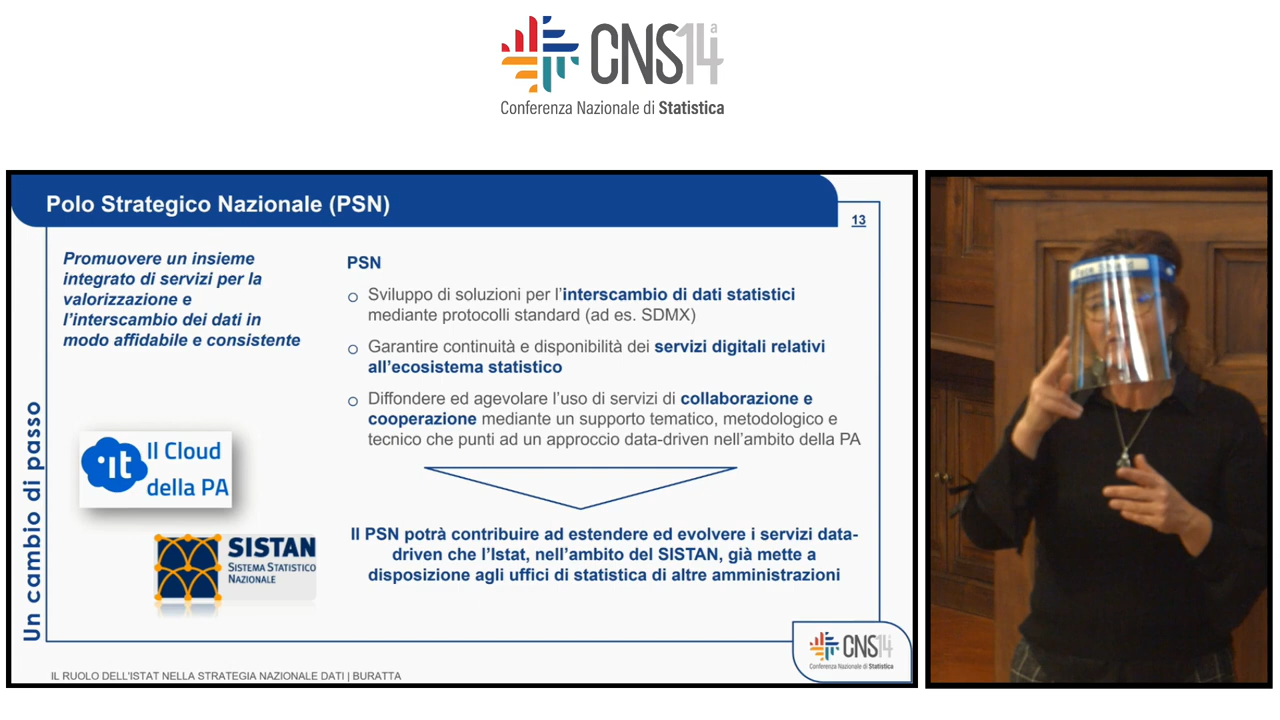 CNS14ª
Conferenza Nazionale di Statistica
Polo Strategico Nazionale (PSN)
13
Promuovere un insieme
integrato di servizi per la
valorizzazione e
l'interscambio dei dati in
modo affidabile e consistente
PSN
Sviluppo di soluzioni per l'interscambio di dati statistici
mediante protocolli standard (ad es. SDMX)
Garantire continuità e disponibilità dei servizi digitali relativi
all'ecosistema statistico
Diffondere ed agevolare l'uso di servizi di collaborazione e
cooperazione mediante un supporto tematico, metodologico e
tecnico che punti ad un approccio data-driven nell'ambito della PA
Un cambio di passo
it
Il Cloud
della PA
SISTAN
SISTEMA STATISTICO
NAZIONALE
Il PSN potrà contribuire ad estendere ed evolvere i servizi data-
driven che l'Istat, nell'ambito del SISTAN, già mette a
disposizione agli uffici di statistica di altre amministrazioni
CNS14ª
Conferenza Nazionale di Statistica
IL RUOLO DELL'ISTAT NELLA STRATEGIA NAZIONALE DATI | BURATTA